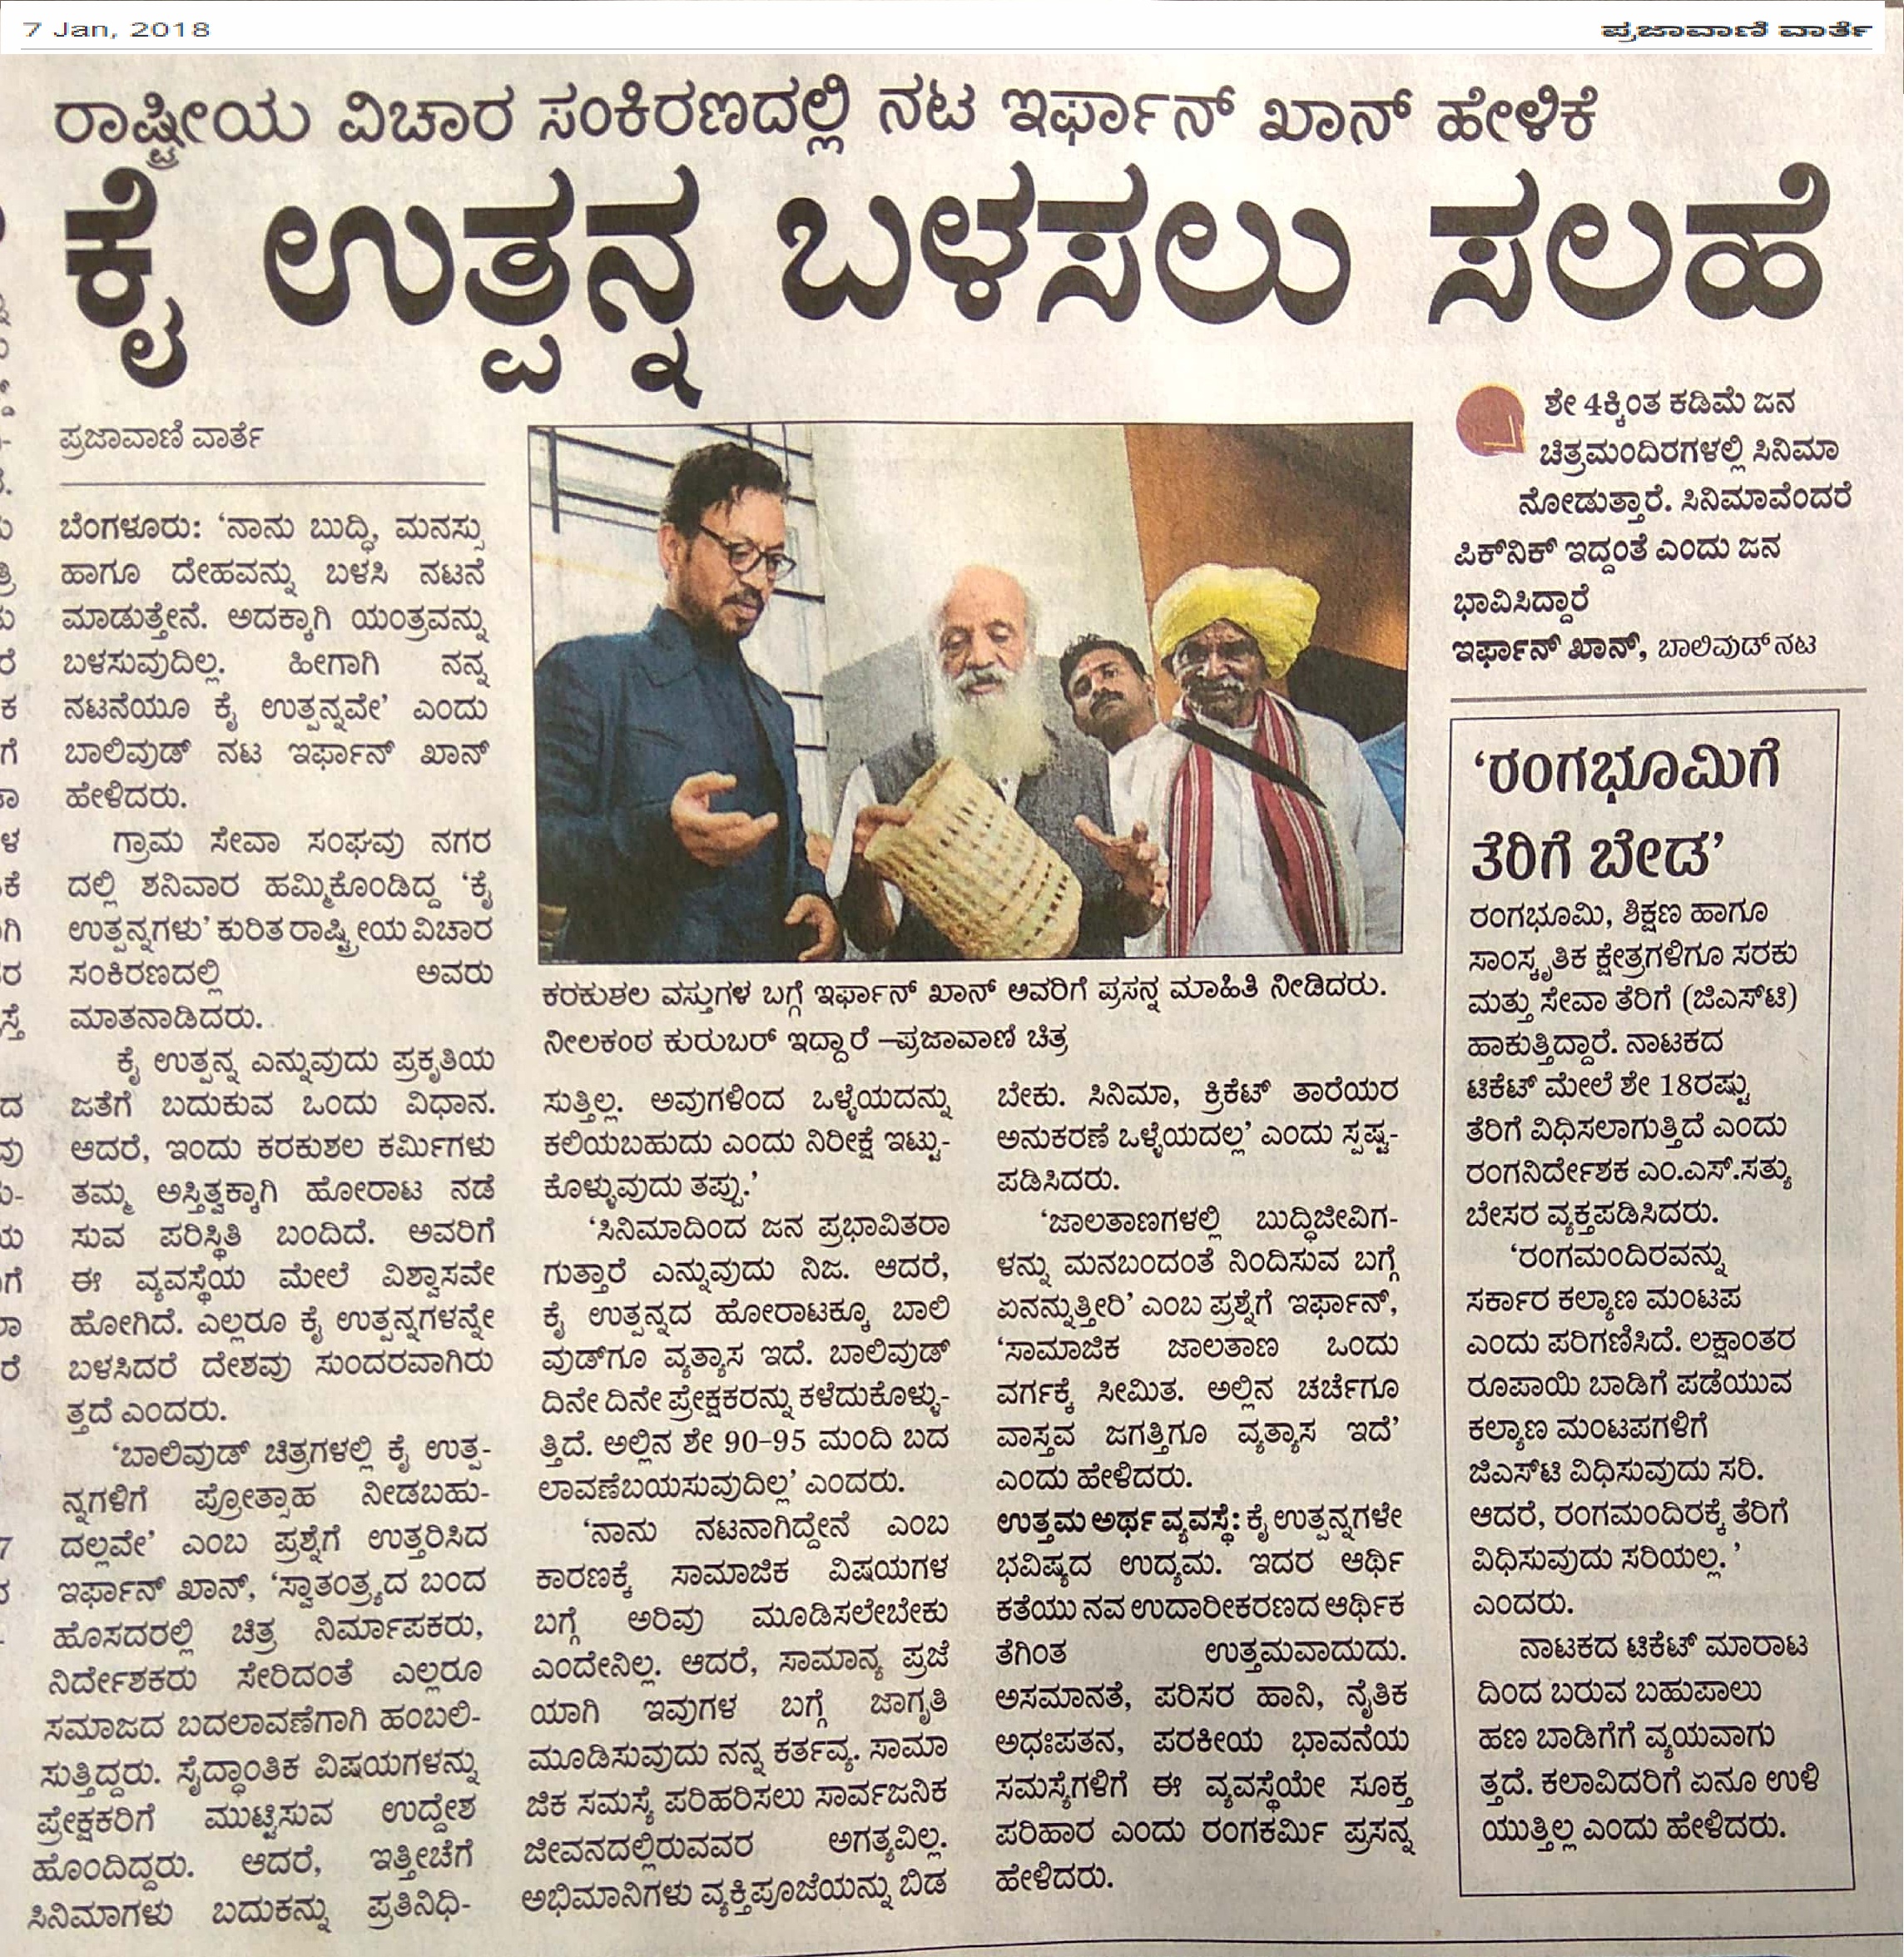 7 Jan, 2018
ಪ್ರಜಾವಾಣಿ ವಾರ್ತೆ
ರಾಷ್ಟ್ರೀಯ ವಿಚಾರ ಸಂಕಿರಣದಲ್ಲಿ ನಟ ಇರ್ಫಾನ್ ಖಾನ್ ಹೇಳಿಕೆ
ಕೈ ಉತ್ಪನ್ನ ಬಳಸಲು ಸಲಹೆ
ಪ್ರಜಾವಾಣಿ ವಾರ್ತೆ
ಬೆಂಗಳೂರು: ‘ನಾನು ಬುದ್ಧಿ, ಮನಸ್ಸು
ಹಾಗೂ ದೇಹವನ್ನು ಬಳಸಿ ನಟನೆ
ಮಾಡುತ್ತೇನೆ. ಅದಕ್ಕಾಗಿ ಯಂತ್ರವನ್ನು
ಬಳಸುವುದಿಲ್ಲ. ಹೀಗಾಗಿ ನನ್ನ
ನಟನೆಯೂ ಕೈ ಉತ್ಪನ್ನವೇ’ ಎಂದು
ಬಾಲಿವುಡ್ ನಟ ಇರ್ಫಾನ್ ಖಾನ್
ಹೇಳಿದರು.
ಗ್ರಾಮ ಸೇವಾ ಸಂಘವು ನಗರ
ದಲ್ಲಿ ಶನಿವಾರ ಹಮ್ಮಿಕೊಂಡಿದ್ದ ‘ಕೈ
ಉತ್ಪನ್ನಗಳು’ ಕುರಿತ ರಾಷ್ಟ್ರೀಯ ವಿಚಾರ
ಸಂಕಿರಣದಲ್ಲಿ ಅವರು
ಮಾತನಾಡಿದರು.
ಕೈ ಉತ್ಪನ್ನ ಎನ್ನುವುದು ಪ್ರಕೃತಿಯ
ಜತೆಗೆ ಬದುಕುವ ಒಂದು ವಿಧಾನ.
ಆದರೆ, ಇಂದು ಕರಕುಶಲ ಕರ್ಮಿಗಳು
ತಮ್ಮ ಅಸ್ತಿತ್ವಕ್ಕಾಗಿ ಹೋರಾಟ ನಡೆ
ಸುವ ಪರಿಸ್ಥಿತಿ ಬಂದಿದೆ. ಅವರಿಗೆ
ಈ ವ್ಯವಸ್ಥೆಯ ಮೇಲೆ ವಿಶ್ವಾಸವೇ
ಹೋಗಿದೆ. ಎಲ್ಲರೂ ಕೈ ಉತ್ಪನ್ನಗಳನ್ನೇ
ಬಳಸಿದರೆ ದೇಶವು ಸುಂದರವಾಗಿರು
ತ್ತದೆ ಎಂದರು.
‘ಬಾಲಿವುಡ್ ಚಿತ್ರಗಳಲ್ಲಿ ಕೈ ಉತ್ಪ-
ನ್ನಗಳಿಗೆ ಪ್ರೋತ್ಸಾಹ ನೀಡಬಹು-
ದಲ್ಲವೇ’ ಎಂಬ ಪ್ರಶ್ನೆಗೆ ಉತ್ತರಿಸಿದ
ಇರ್ಫಾನ್ ಖಾನ್, ‘ಸ್ವಾತಂತ್ರ್ಯದ ಬಂದ
ಹೊಸದರಲ್ಲಿ ಚಿತ್ರ ನಿರ್ಮಾಪಕರು,
ನಿರ್ದೇಶಕರು ಸೇರಿದಂತೆ ಎಲ್ಲರೂ
ಸಮಾಜದ ಬದಲಾವಣೆಗಾಗಿ ಹಂಬಲಿ-
ಸುತ್ತಿದ್ದರು. ಸೈದ್ಧಾಂತಿಕ ವಿಷಯಗಳನ್ನು
ಪ್ರೇಕ್ಷಕರಿಗೆ ಮುಟ್ಟಿಸುವ ಉದ್ದೇಶ
ಹೊಂದಿದ್ದರು. ಆದರೆ, ಇತ್ತೀಚೆಗೆ
ಸಿನಿಮಾಗಳು ಬದುಕನ್ನು ಪ್ರತಿನಿಧಿ-
ಕರಕುಶಲ ವಸ್ತುಗಳ ಬಗ್ಗೆ ಇರ್ಫಾನ್ ಖಾನ್ ಅವರಿಗೆ ಪ್ರಸನ್ನ ಮಾಹಿತಿ ನೀಡಿದರು.
ನೀಲಕಂಠ ಕುರುಬರ್ ಇದ್ದಾರೆ –ಪ್ರಜಾವಾಣಿ ಚಿತ್ರ
ಸುತ್ತಿಲ್ಲ. ಅವುಗಳಿಂದ ಒಳ್ಳೆಯದನ್ನು
ಕಲಿಯಬಹುದು ಎಂದು ನಿರೀಕ್ಷೆ ಇಟ್ಟು-
ಕೊಳ್ಳುವುದು ತಪ್ಪು.’
‘ಸಿನಿಮಾದಿಂದ ಜನ ಪ್ರಭಾವಿತರಾ
ಗುತ್ತಾರೆ ಎನ್ನುವುದು ನಿಜ. ಆದರೆ,
ಕೈ ಉತ್ಪನ್ನದ ಹೋರಾಟಕ್ಕೂ ಬಾಲಿ
ವುಡ್‌ಗೂ ವ್ಯತ್ಯಾಸ ಇದೆ. ಬಾಲಿವುಡ್
ದಿನೇ ದಿನೇ ಪ್ರೇಕ್ಷಕರನ್ನು ಕಳೆದುಕೊಳ್ಳು-
ತ್ತಿದೆ. ಅಲ್ಲಿನ ಶೇ 90-95 ಮಂದಿ ಬದ
ಲಾವಣೆಬಯಸುವುದಿಲ್ಲ’ ಎಂದರು.
‘ನಾನು ನಟನಾಗಿದ್ದೇನೆ ಎಂಬ
ಕಾರಣಕ್ಕೆ ಸಾಮಾಜಿಕ ವಿಷಯಗಳ
ಬಗ್ಗೆ ಅರಿವು ಮೂಡಿಸಲೇಬೇಕು
ಎಂದೇನಿಲ್ಲ. ಆದರೆ, ಸಾಮಾನ್ಯ ಪ್ರಜೆ
ಯಾಗಿ ಇವುಗಳ ಬಗ್ಗೆ ಜಾಗೃತಿ
ಮೂಡಿಸುವುದು ನನ್ನ ಕರ್ತವ್ಯ. ಸಾಮಾ
ಜಿಕ ಸಮಸ್ಯೆ ಪರಿಹರಿಸಲು ಸಾರ್ವಜನಿಕ
ಜೀವನದಲ್ಲಿರುವವರ ಅಗತ್ಯವಿಲ್ಲ.
ಅಭಿಮಾನಿಗಳು ವ್ಯಕ್ತಿಪೂಜೆಯನ್ನು ಬಿಡ
ಬೇಕು. ಸಿನಿಮಾ, ಕ್ರಿಕೆಟ್ ತಾರೆಯರ
ಅನುಕರಣೆ ಒಳ್ಳೆಯದಲ್ಲ’ ಎಂದು ಸ್ಪಷ್ಟ-
ಪಡಿಸಿದರು.
‘ಜಾಲತಾಣಗಳಲ್ಲಿ ಬುದ್ಧಿಜೀವಿಗ-
ಳನ್ನು ಮನಬಂದಂತೆ ನಿಂದಿಸುವ ಬಗ್ಗೆ
ಏನನ್ನುತ್ತೀರಿ’ ಎಂಬ ಪ್ರಶ್ನೆಗೆ ಇರ್ಫಾನ್,
‘ಸಾಮಾಜಿಕ ಜಾಲತಾಣ ಒಂದು
ವರ್ಗಕ್ಕೆ ಸೀಮಿತ. ಅಲ್ಲಿನ ಚರ್ಚೆಗೂ
ವಾಸ್ತವ ಜಗತ್ತಿಗೂ ವ್ಯತ್ಯಾಸ ಇದೆ’
ಎಂದು ಹೇಳಿದರು.
ಉತ್ತಮ ಅರ್ಥ ವ್ಯವಸ್ಥೆ: ಕೈ ಉತ್ಪನ್ನಗಳೇ
ಭವಿಷ್ಯದ ಉದ್ಯಮ. ಇದರ ಆರ್ಥಿ
ಕತೆಯು ನವ ಉದಾರೀಕರಣದ ಆರ್ಥಿಕ
ತೆಗಿಂತ ಉತ್ತಮವಾದುದು.
ಅಸಮಾನತೆ, ಪರಿಸರ ಹಾನಿ, ನೈತಿಕ
ಅಧಃಪತನ, ಪರಕೀಯ ಭಾವನೆಯ
ಸಮಸ್ಯೆಗಳಿಗೆ ಈ ವ್ಯವಸ್ಥೆಯೇ ಸೂಕ್ತ
ಪರಿಹಾರ ಎಂದು ರಂಗಕರ್ಮಿ ಪ್ರಸನ್ನ
ಹೇಳಿದರು.
ಶೇ 4ಕ್ಕಿಂತ ಕಡಿಮೆ ಜನ
ಚಿತ್ರಮಂದಿರಗಳಲ್ಲಿ ಸಿನಿಮಾ
ನೋಡುತ್ತಾರೆ. ಸಿನಿಮಾವೆಂದರೆ
ಪಿಕ್‌ನಿಕ್ ಇದ್ದಂತೆ ಎಂದು ಜನ
ಭಾವಿಸಿದ್ದಾರೆ
ಇರ್ಫಾನ್ ಖಾನ್, ಬಾಲಿವುಡ್ ನಟ
‘ರಂಗಭೂಮಿಗೆ
ತೆರಿಗೆ ಬೇಡ’
ರಂಗಭೂಮಿ, ಶಿಕ್ಷಣ ಹಾಗೂ
ಸಾಂಸ್ಕೃತಿಕ ಕ್ಷೇತ್ರಗಳಿಗೂ ಸರಕು
ಮತ್ತು ಸೇವಾ ತೆರಿಗೆ (ಜಿಎಸ್‌ಟಿ)
ಹಾಕುತ್ತಿದ್ದಾರೆ. ನಾಟಕದ
ಟಿಕೆಟ್ ಮೇಲೆ ಶೇ 18ರಷ್ಟು
ತೆರಿಗೆ ವಿಧಿಸಲಾಗುತ್ತಿದೆ ಎಂದು
ರಂಗನಿರ್ದೇಶಕ ಎಂ.ಎಸ್.ಸತ್ಯು
ಬೇಸರ ವ್ಯಕ್ತಪಡಿಸಿದರು.
‘ರಂಗಮಂದಿರವನ್ನು
ಸರ್ಕಾರ ಕಲ್ಯಾಣ ಮಂಟಪ
ಎಂದು ಪರಿಗಣಿಸಿದೆ. ಲಕ್ಷಾಂತರ
ರೂಪಾಯಿ ಬಾಡಿಗೆ ಪಡೆಯುವ
ಕಲ್ಯಾಣ ಮಂಟಪಗಳಿಗೆ
ಜಿಎಸ್‌ಟಿ ವಿಧಿಸುವುದು ಸರಿ.
ಆದರೆ, ರಂಗಮಂದಿರಕ್ಕೆ ತೆರಿಗೆ
ವಿಧಿಸುವುದು ಸರಿಯಲ್ಲ.’
ಎಂದರು.
ನಾಟಕದ ಟಿಕೆಟ್ ಮಾರಾಟ
ದಿಂದ ಬರುವ ಬಹುಪಾಲು
ಹಣ ಬಾಡಿಗೆಗೆ ವ್ಯಯವಾಗು
ತ್ತದೆ. ಕಲಾವಿದರಿಗೆ ಏನೂ ಉಳಿ
ಯುತ್ತಿಲ್ಲ ಎಂದು ಹೇಳಿದರು.